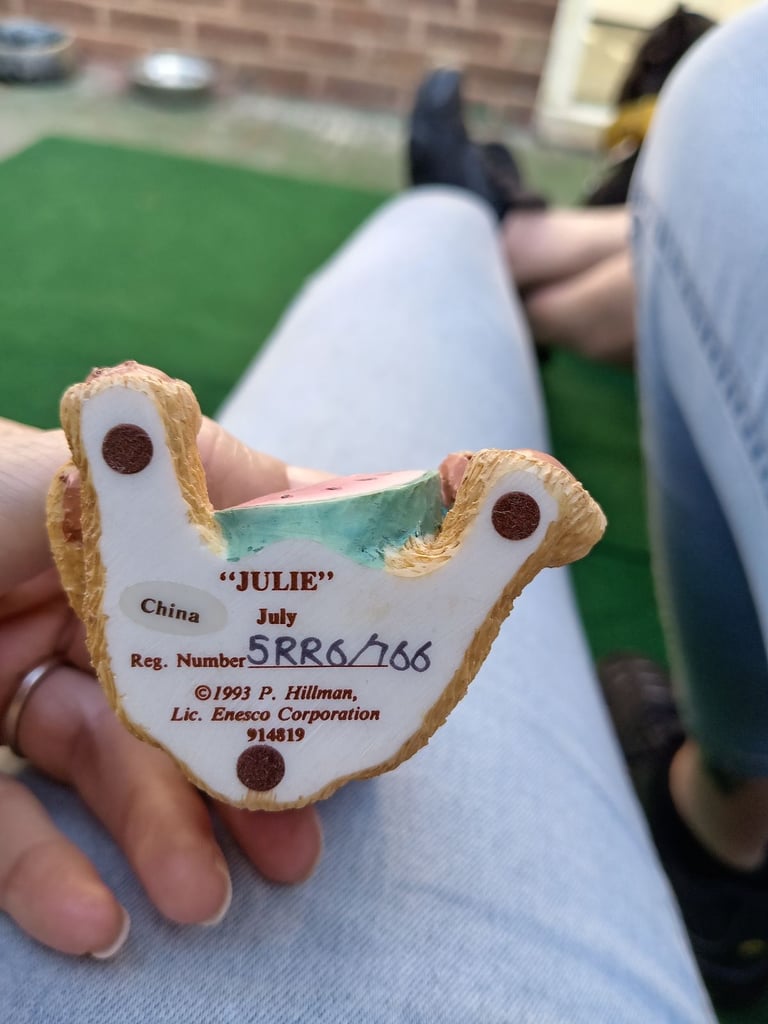 “JULIE”
China
July
Reg. Number 5RR6/766
©1993 P. Hillman,
Lic. Enesco Corporation
914819